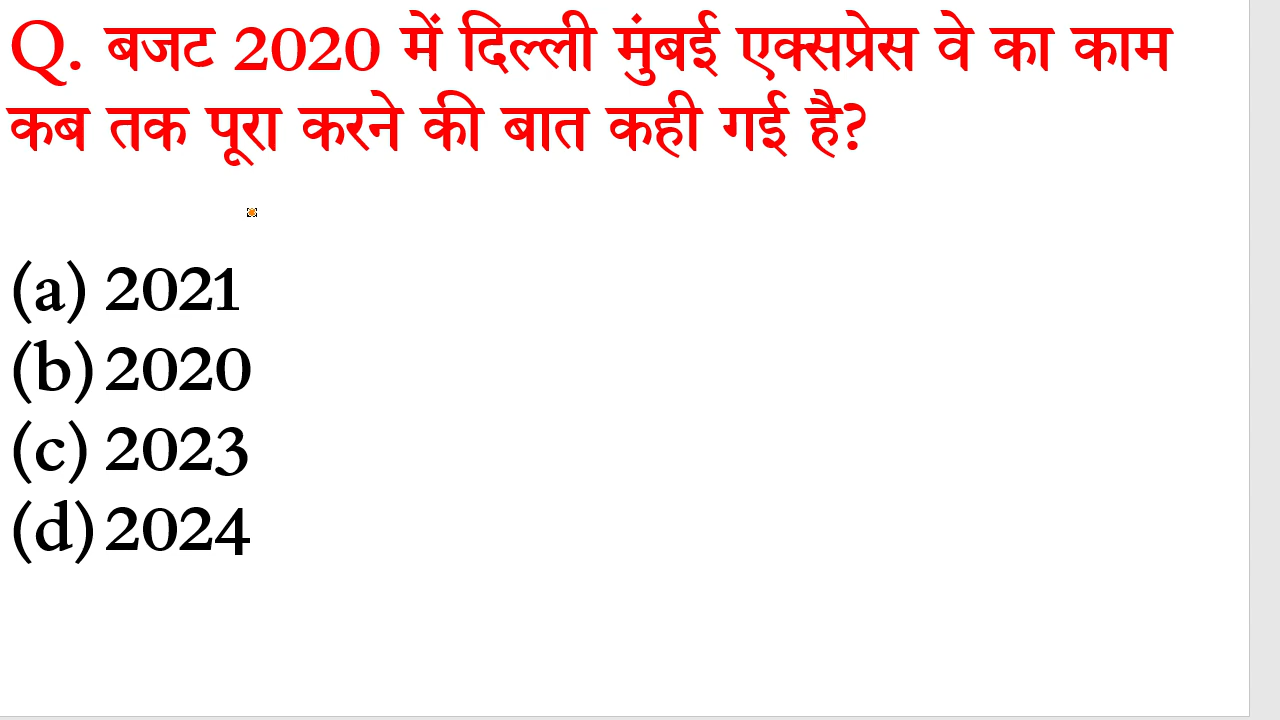 Q. बजट 2020 में दिल्ली मुंबई एक्सप्रेस वे का काम
कब तक पूरा करने की बात कही गई है?
(a) 2021
(b) 2020
(c) 2023
(d) 2024